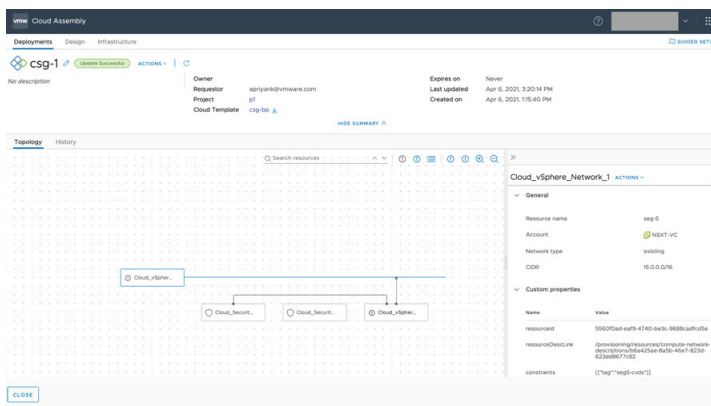 vmw Cloud Assembly
Deployments Design Infrastructure
GUIDED SETU
csg-1 Update Successful ACTIONS
No description
Owner
Requestor apriyank@vmware.com
Project p1
Cloud Template csg-bp
Expires on Never
Last updated Apr 6, 2021, 3:20:14 PM
Created on Apr 6, 2021, 1:15:40 PM
HIDE SUMMARY
Topology History
Search resources
Cloud_vSpher...
Cloud_Securit...
Cloud_Securit...
Cloud_vSpher...
Cloud_vSphere_Network_1 ACTIONS
General
Resource name seg-5
Account NSXT-VC
Network type existing
CIDR 15.0.0.0/16
Custom properties
Name Value
resourceId 5560f0ad-eaf9-4740-be3c-9688cadfcd5e
resourceDescLink /provisioning/resources/compute-network-
descriptions/b6a425ae-8a5b-46e7-823d-
623dd8677c82
constraints [{"tag":"seg5-cvds"}]
CLOSE